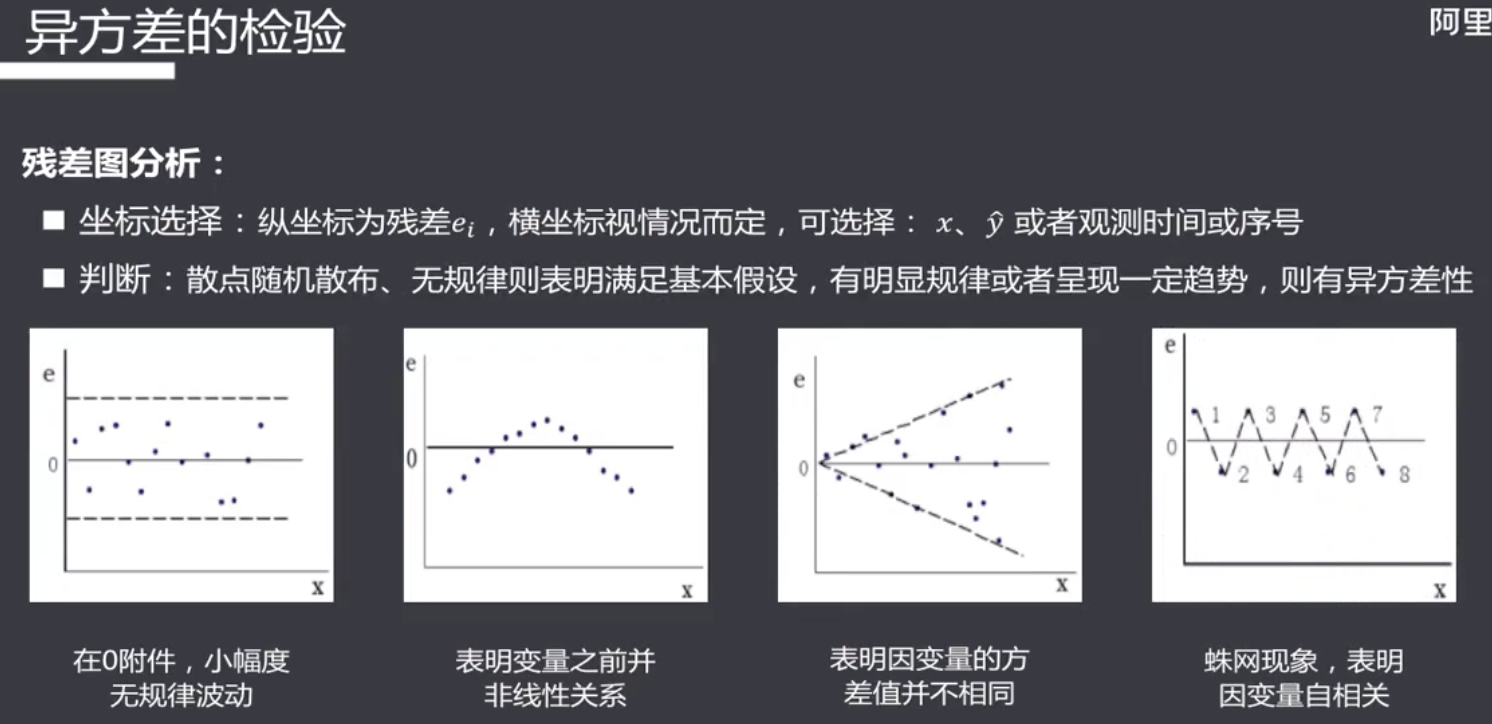 异方差的检验
阿里
残差图分析：
■ 坐标选择：纵坐标为残差eᵢ，横坐标视情况而定，可选择： x、ŷ 或者观测时间或序号
■ 判断：散点随机散布、无规律则表明满足基本假设，有明显规律或者呈现一定趋势，则有异方差性
e
0
x
e
0
x
e
0
x
e
0
1 3 5 7
2 4 6 8
x
在0附件，小幅度
无规律波动
表明变量之前并
非线性关系
表明因变量的方
差值并不相同
蛛网现象，表明
因变量自相关